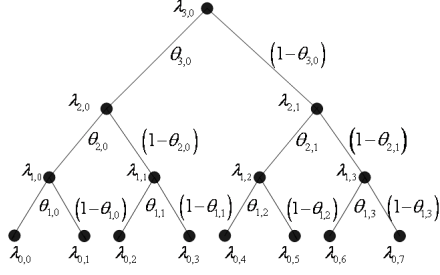 λ3,0
θ3,0 (1-θ3,0)
λ2,0 λ2,1
θ2,0 (1-θ2,0) θ2,1 (1-θ2,1)
λ1,0 λ1,1 λ1,2 λ1,3
θ1,0 (1-θ1,0) θ1,1 (1-θ1,1) θ1,2 (1-θ1,2) θ1,3 (1-θ1,3)
λ0,0 λ0,1 λ0,2 λ0,3 λ0,4 λ0,5 λ0,6 λ0,7